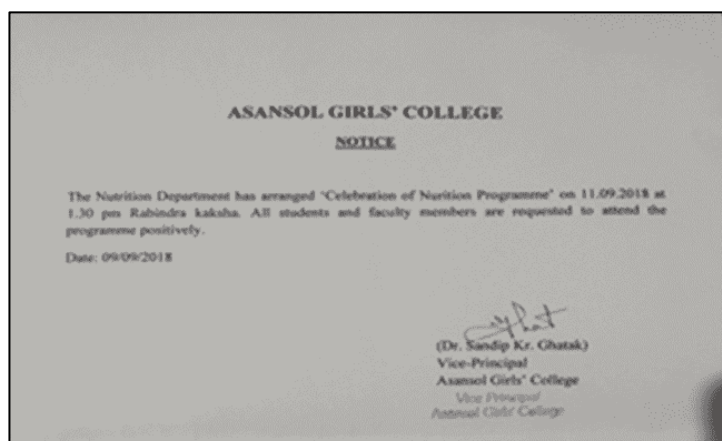 ASANSOL GIRLS' COLLEGE
NOTICE
The Nutrition Department has arranged 'Celebration of Nurition Programme' on 11.09.2018 at
1.30 pm Rabindra kaksha. All students and faculty members are requested to attend the
programme positively.
Date: 09/09/2018
(Dr. Sandip Kr. Ghatak)
Vice-Principal
Asansol Girls' College
Vice Principal
Asansol Girls' College